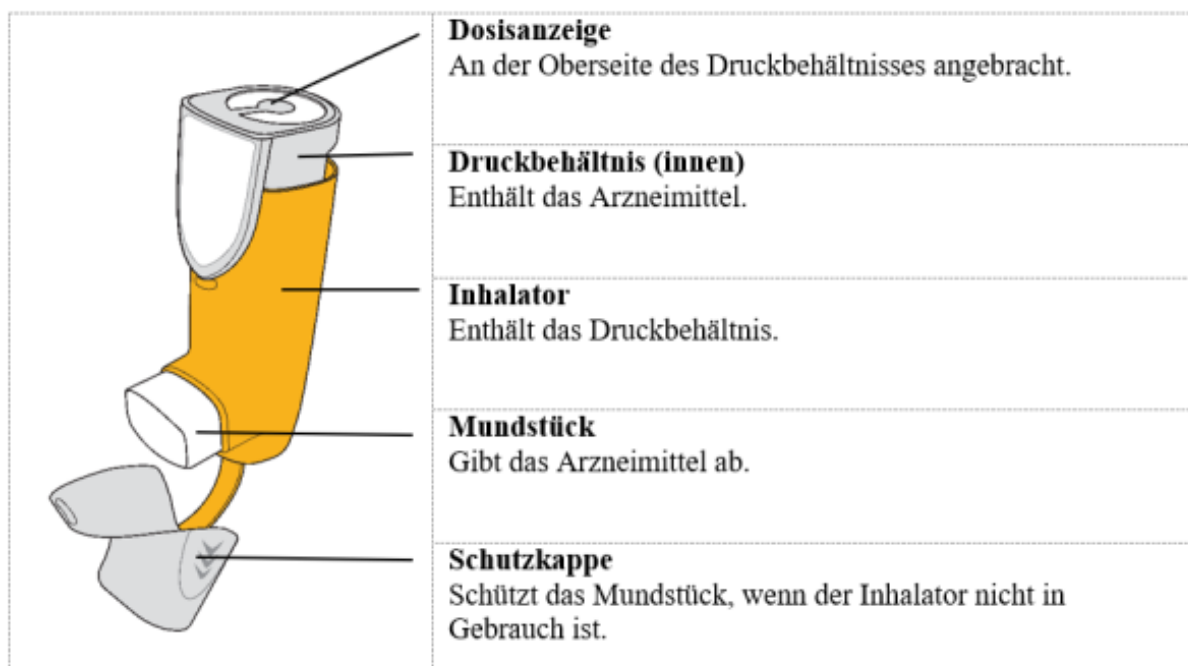 Dosisanzeige
An der Oberseite des Druckbehältnisses angebracht.
Druckbehältnis (innen)
Enthält das Arzneimittel.
Inhalator
Enthält das Druckbehältnis.
Mundstück
Gibt das Arzneimittel ab.
Schutzkappe
Schützt das Mundstück, wenn der Inhalator nicht in
Gebrauch ist.